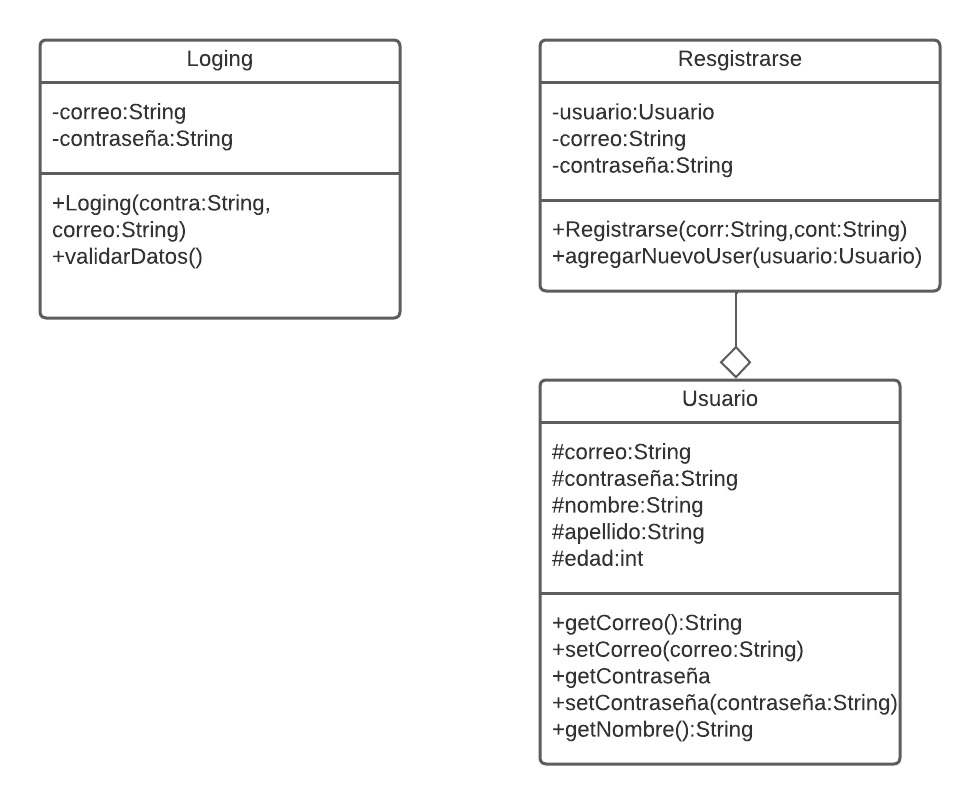 Loging
-correo:String
-contraseña:String
+Loging(contra:String,
correo:String)
+validarDatos()
Resgistrarse
-usuario:Usuario
-correo:String
-contraseña:String
+Registrarse(corr:String,cont:String)
+agregarNuevoUser(usuario:Usuario)
Usuario
#correo:String
#contraseña:String
#nombre:String
#apellido:String
#edad:int
+getCorreo():String
+setCorreo(correo:String)
+getContraseña
+setContraseña(contraseña:String)
+getNombre():String